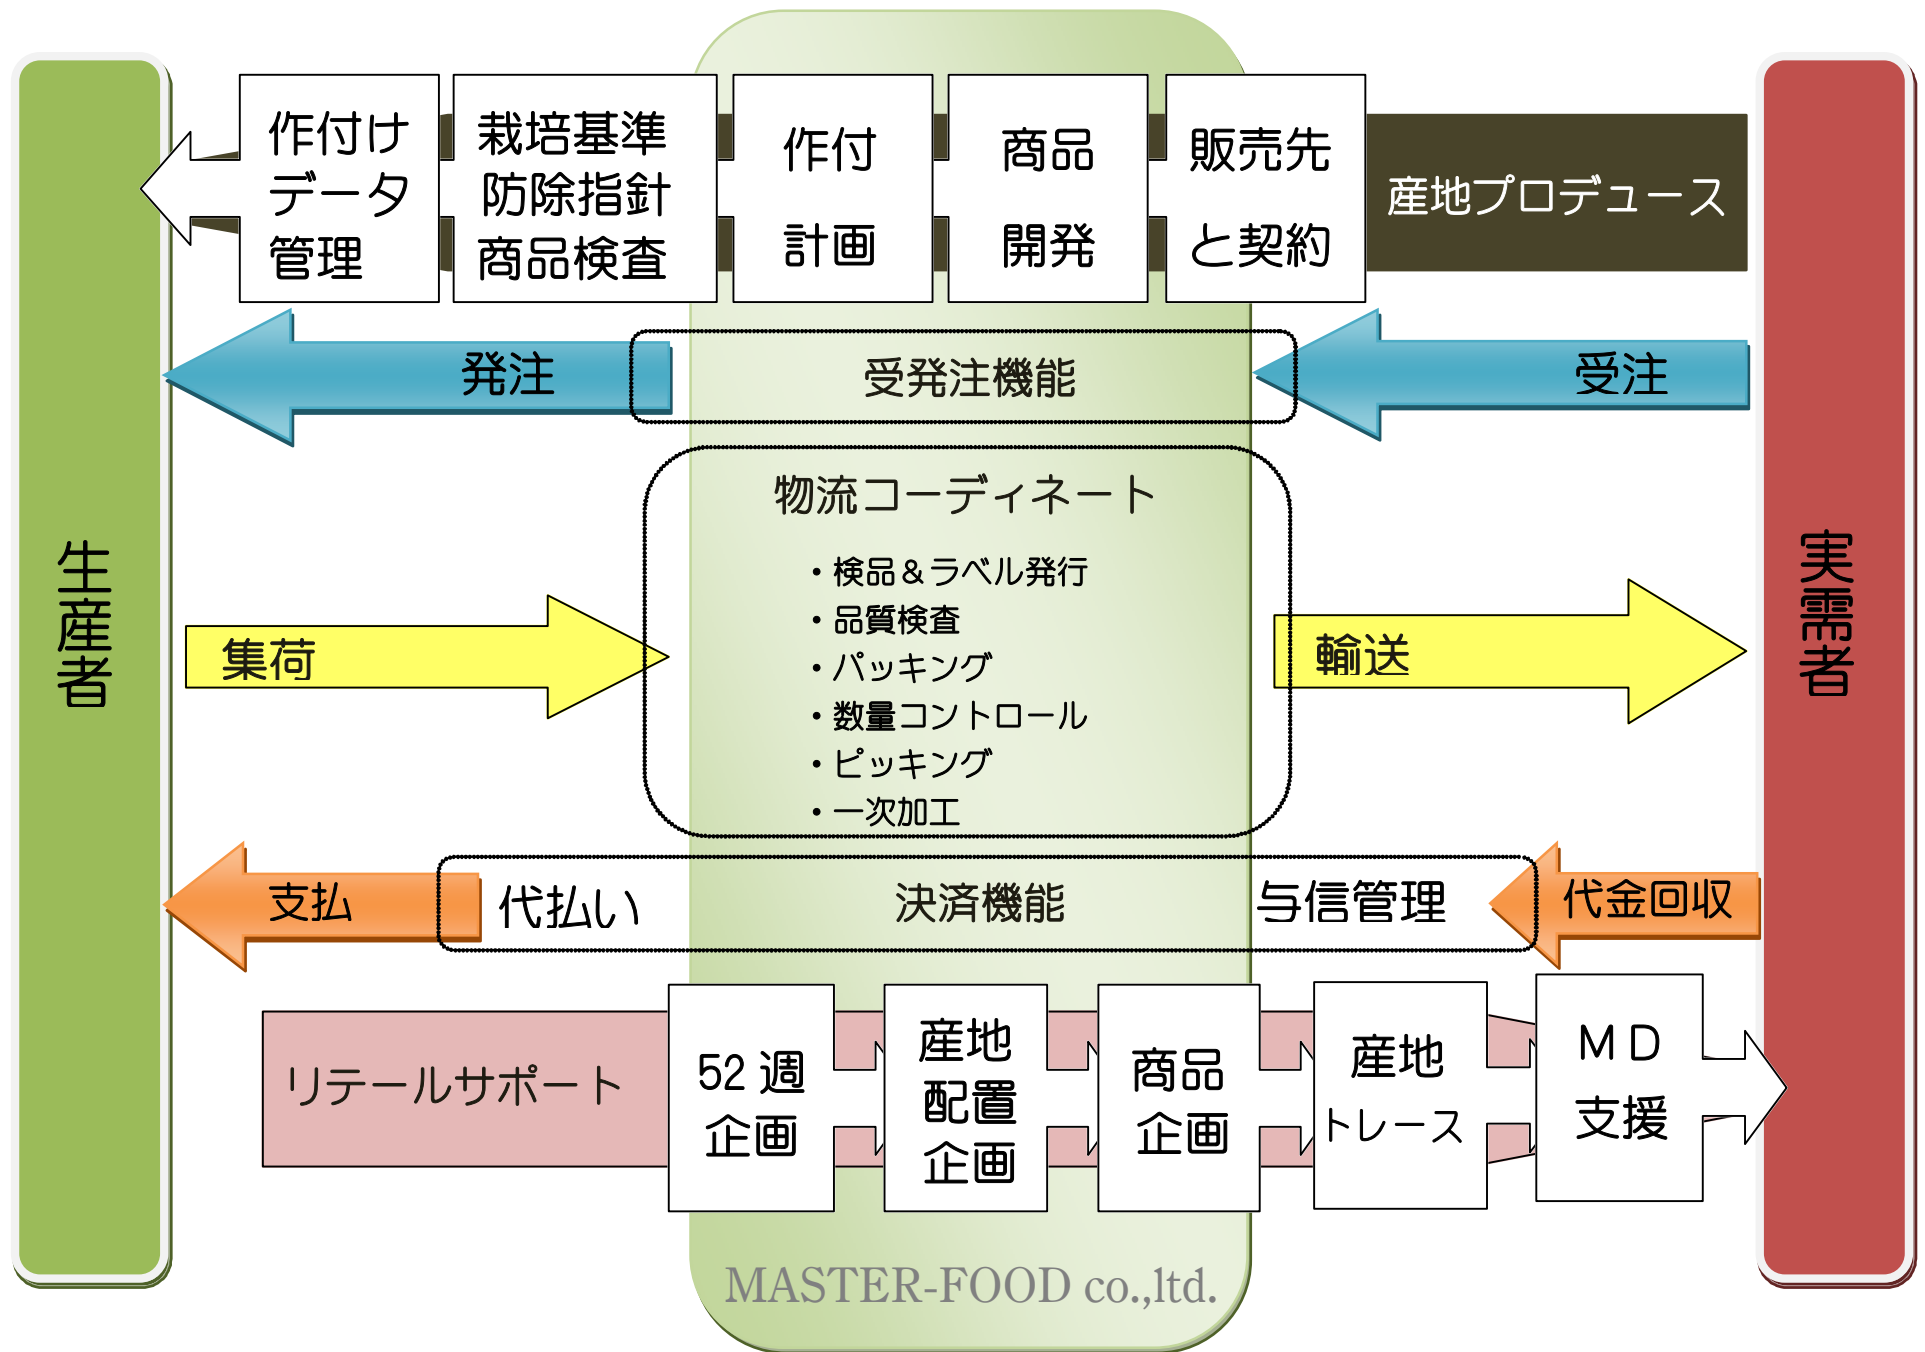 生産者
作付け
データ
管理
栽培基準
防除指針
商品検査
作付
計画
商品
開発
販売先
と契約
産地プロデュース
実需者
発注
受発注機能
受注
物流コーディネート
・検品&ラベル発行
・品質検査
・パッキング
・数量コントロール
・ピッキング
・一次加工
集荷
輸送
支払
代払い
決済機能
与信管理
代金回収
リテールサポート
52週
企画
産地
配置
企画
商品
企画
産地
トレース
MD
支援
MASTER-FOOD co.,ltd.